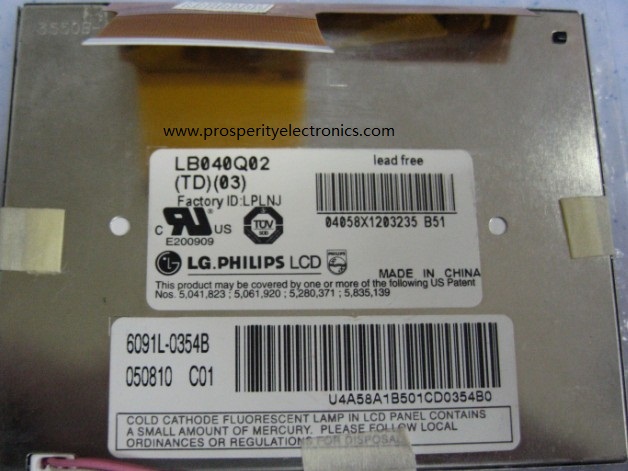 www.prosperityelectronics.com
LB040Q02
(TD)(03)
Factory ID:LPLNJ
lead free
04058X1203235 B51
C UL US
E200909
TÜV
LG.PHILIPS LCD
PHILIPS
MADE IN CHINA
This product may be covered by one or more of the following US Patent
Nos. 5,041,823 ; 5,061,920 ; 5,280,371 ; 5,835,139
6091L-0354B
050810 C01
U4A58A1B501CD0354B0
COLD CATHODE FLUORESCENT LAMP IN LCD PANEL CONTAINS
A SMALL AMOUNT OF MERCURY. PLEASE FOLLOW LOCAL
ORDINANCES OR REGULATIONS FOR DISPOSAL